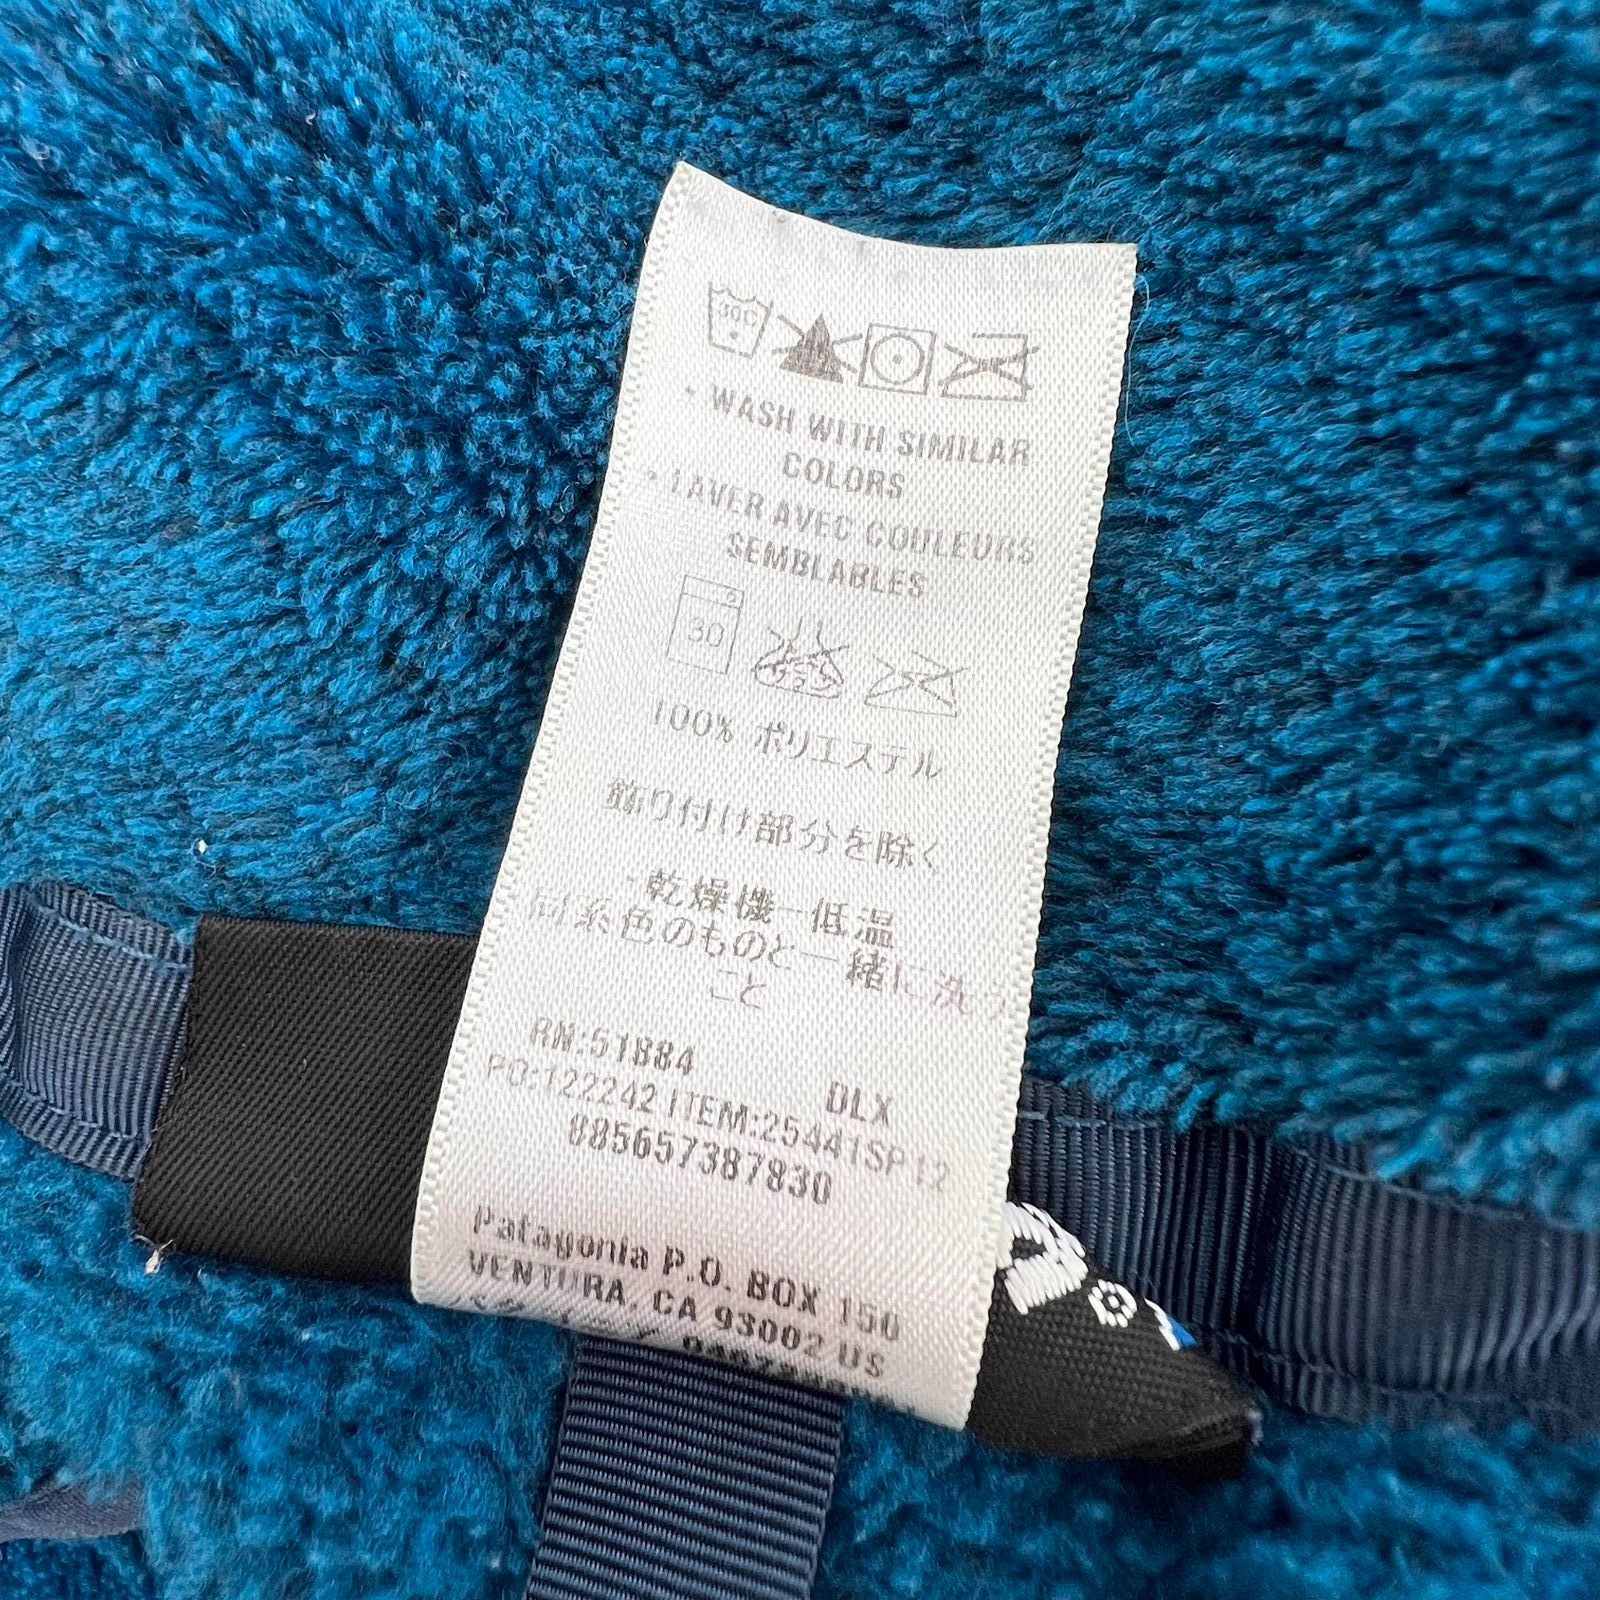 30C
• WASH WITH SIMILAR
COLORS
• LAVER AVEC COULEURS
SEMBLABLES
30
100% ポリエステル
飾り付け部分を除く
・乾燥機ー低温
同系色のものと一緒に洗う
こと
RN:51884
DLX
PO:122242 ITEM:25441SP12
885657387830
Patagonia P.O. BOX 150
VENTURA, CA 93002 US